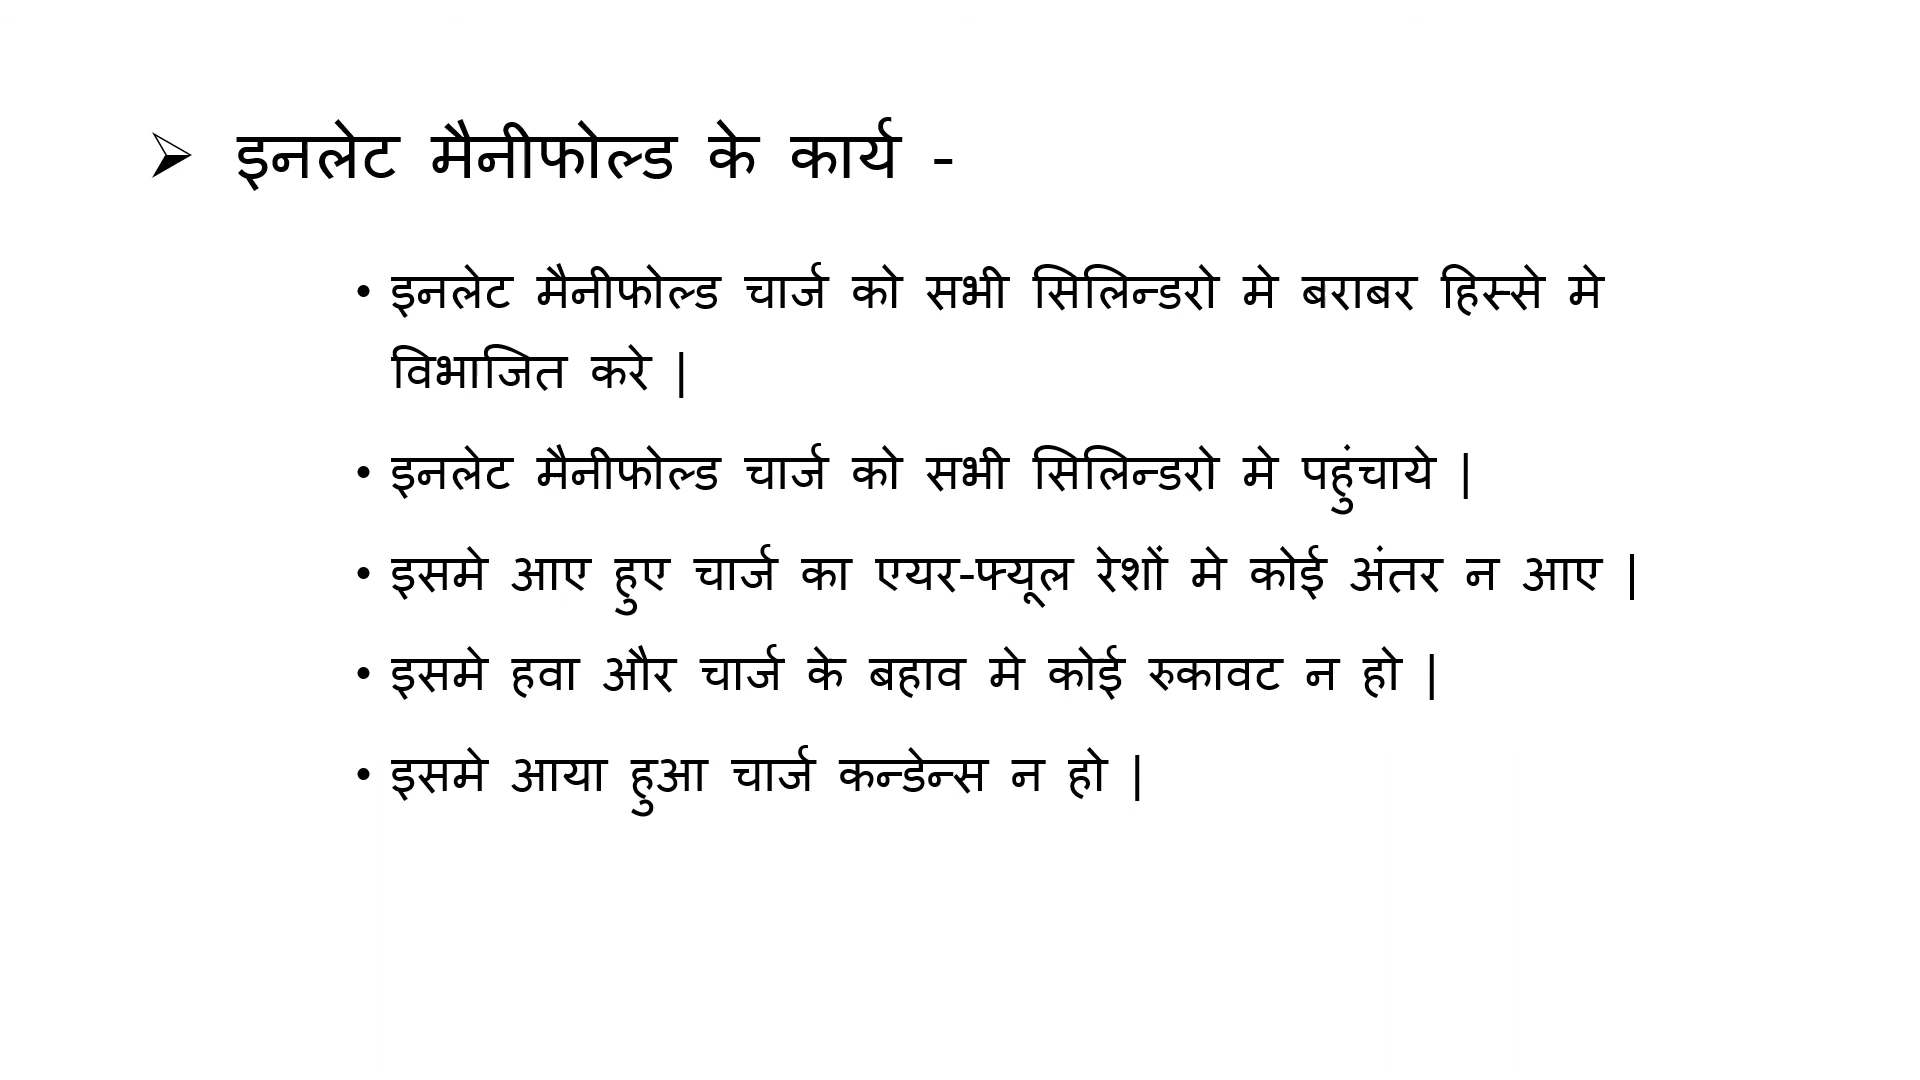 ➢ इनलेट मैनीफोल्ड के कार्य -
• इनलेट मैनीफोल्ड चार्ज को सभी सिलिन्डरो मे बराबर हिस्से मे
विभाजित करे |
• इनलेट मैनीफोल्ड चार्ज को सभी सिलिन्डरो मे पहुंचाये |
• इसमे आए हुए चार्ज का एयर-फ्यूल रेशों मे कोई अंतर न आए |
• इसमे हवा और चार्ज के बहाव मे कोई रुकावट न हो |
• इसमे आया हुआ चार्ज कन्डेन्स न हो |